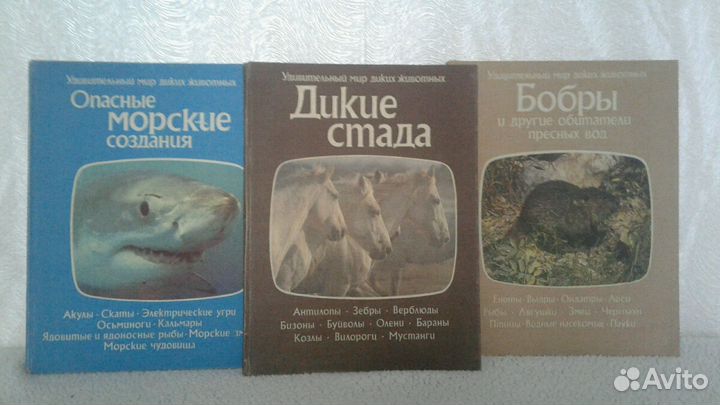 Удивительный мир диких животных
Опасные
морские
создания
Акулы · Скаты · Электрические угри
Осьминоги · Кальмары
Ядовитые и ядоносные рыбы · Морские
Морские чудовища
Удивительный мир диких животных
Дикие
стада
Антилопы · Зебры · Верблюды
Бизоны · Буйволы · Олени · Бараны
Козлы · Вилороги · Мустанги
Удивительный мир диких животных
Бобры
и другие обитатели
пресных вод
Еноты · Выдры · Ондатры · Лоси
Рыбы · Лягушки · Змеи · Черепахи
Птицы · Водные насекомые · Пауки
Avito